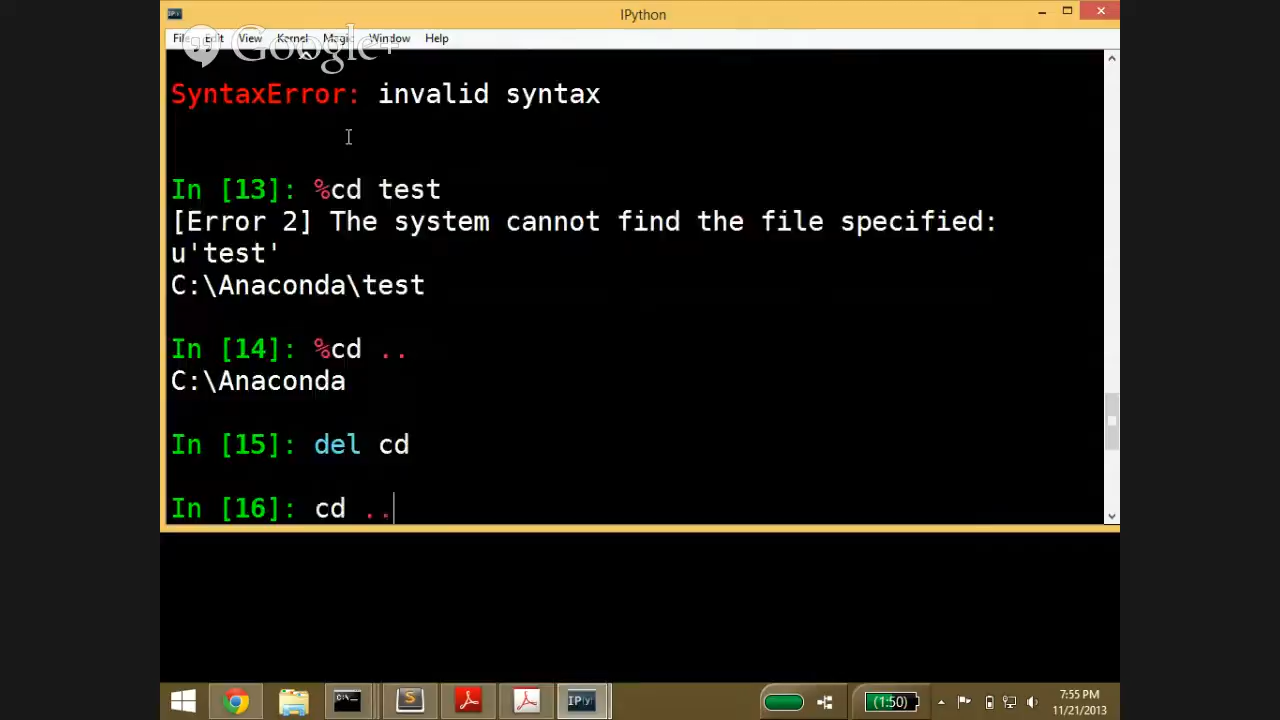 IPython
File Edit View Kernel Magic Window Help
Google+
SyntaxError: invalid syntax
In [13]: %cd test
[Error 2] The system cannot find the file specified:
u'test'
C:\Anaconda\test
In [14]: %cd ..
C:\Anaconda
In [15]: del cd
In [16]: cd ..
(1:50)
7:55 PM
11/21/2013